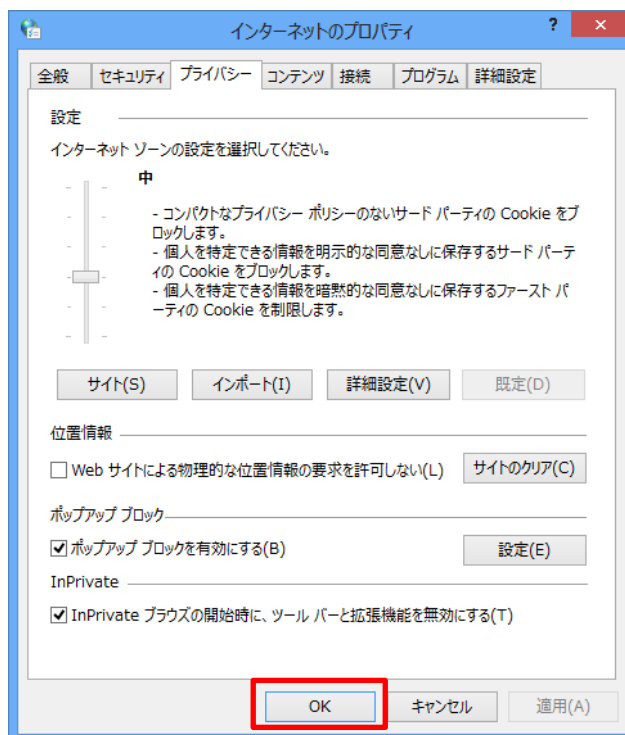 インターネットのプロパティ ? ×
全般 セキュリティ プライバシー コンテンツ 接続 プログラム 詳細設定
設定
インターネット ゾーンの設定を選択してください。
中
- コンパクトなプライバシー ポリシーのないサード パーティの Cookie をブ
ロックします。
- 個人を特定できる情報を明示的な同意なしに保存するサード パーテ
ィの Cookie をブロックします。
- 個人を特定できる情報を暗黙的な同意なしに保存するファースト パ
ーティの Cookie を制限します。
サイト(S) インポート(I) 詳細設定(V) 既定(D)
位置情報
Web サイトによる物理的な位置情報の要求を許可しない(L) サイトのクリア(C)
ポップアップ ブロック
ポップアップ ブロックを有効にする(B) 設定(E)
InPrivate
InPrivate ブラウズの開始時に、ツール バーと拡張機能を無効にする(T)
OK キャンセル 適用(A)